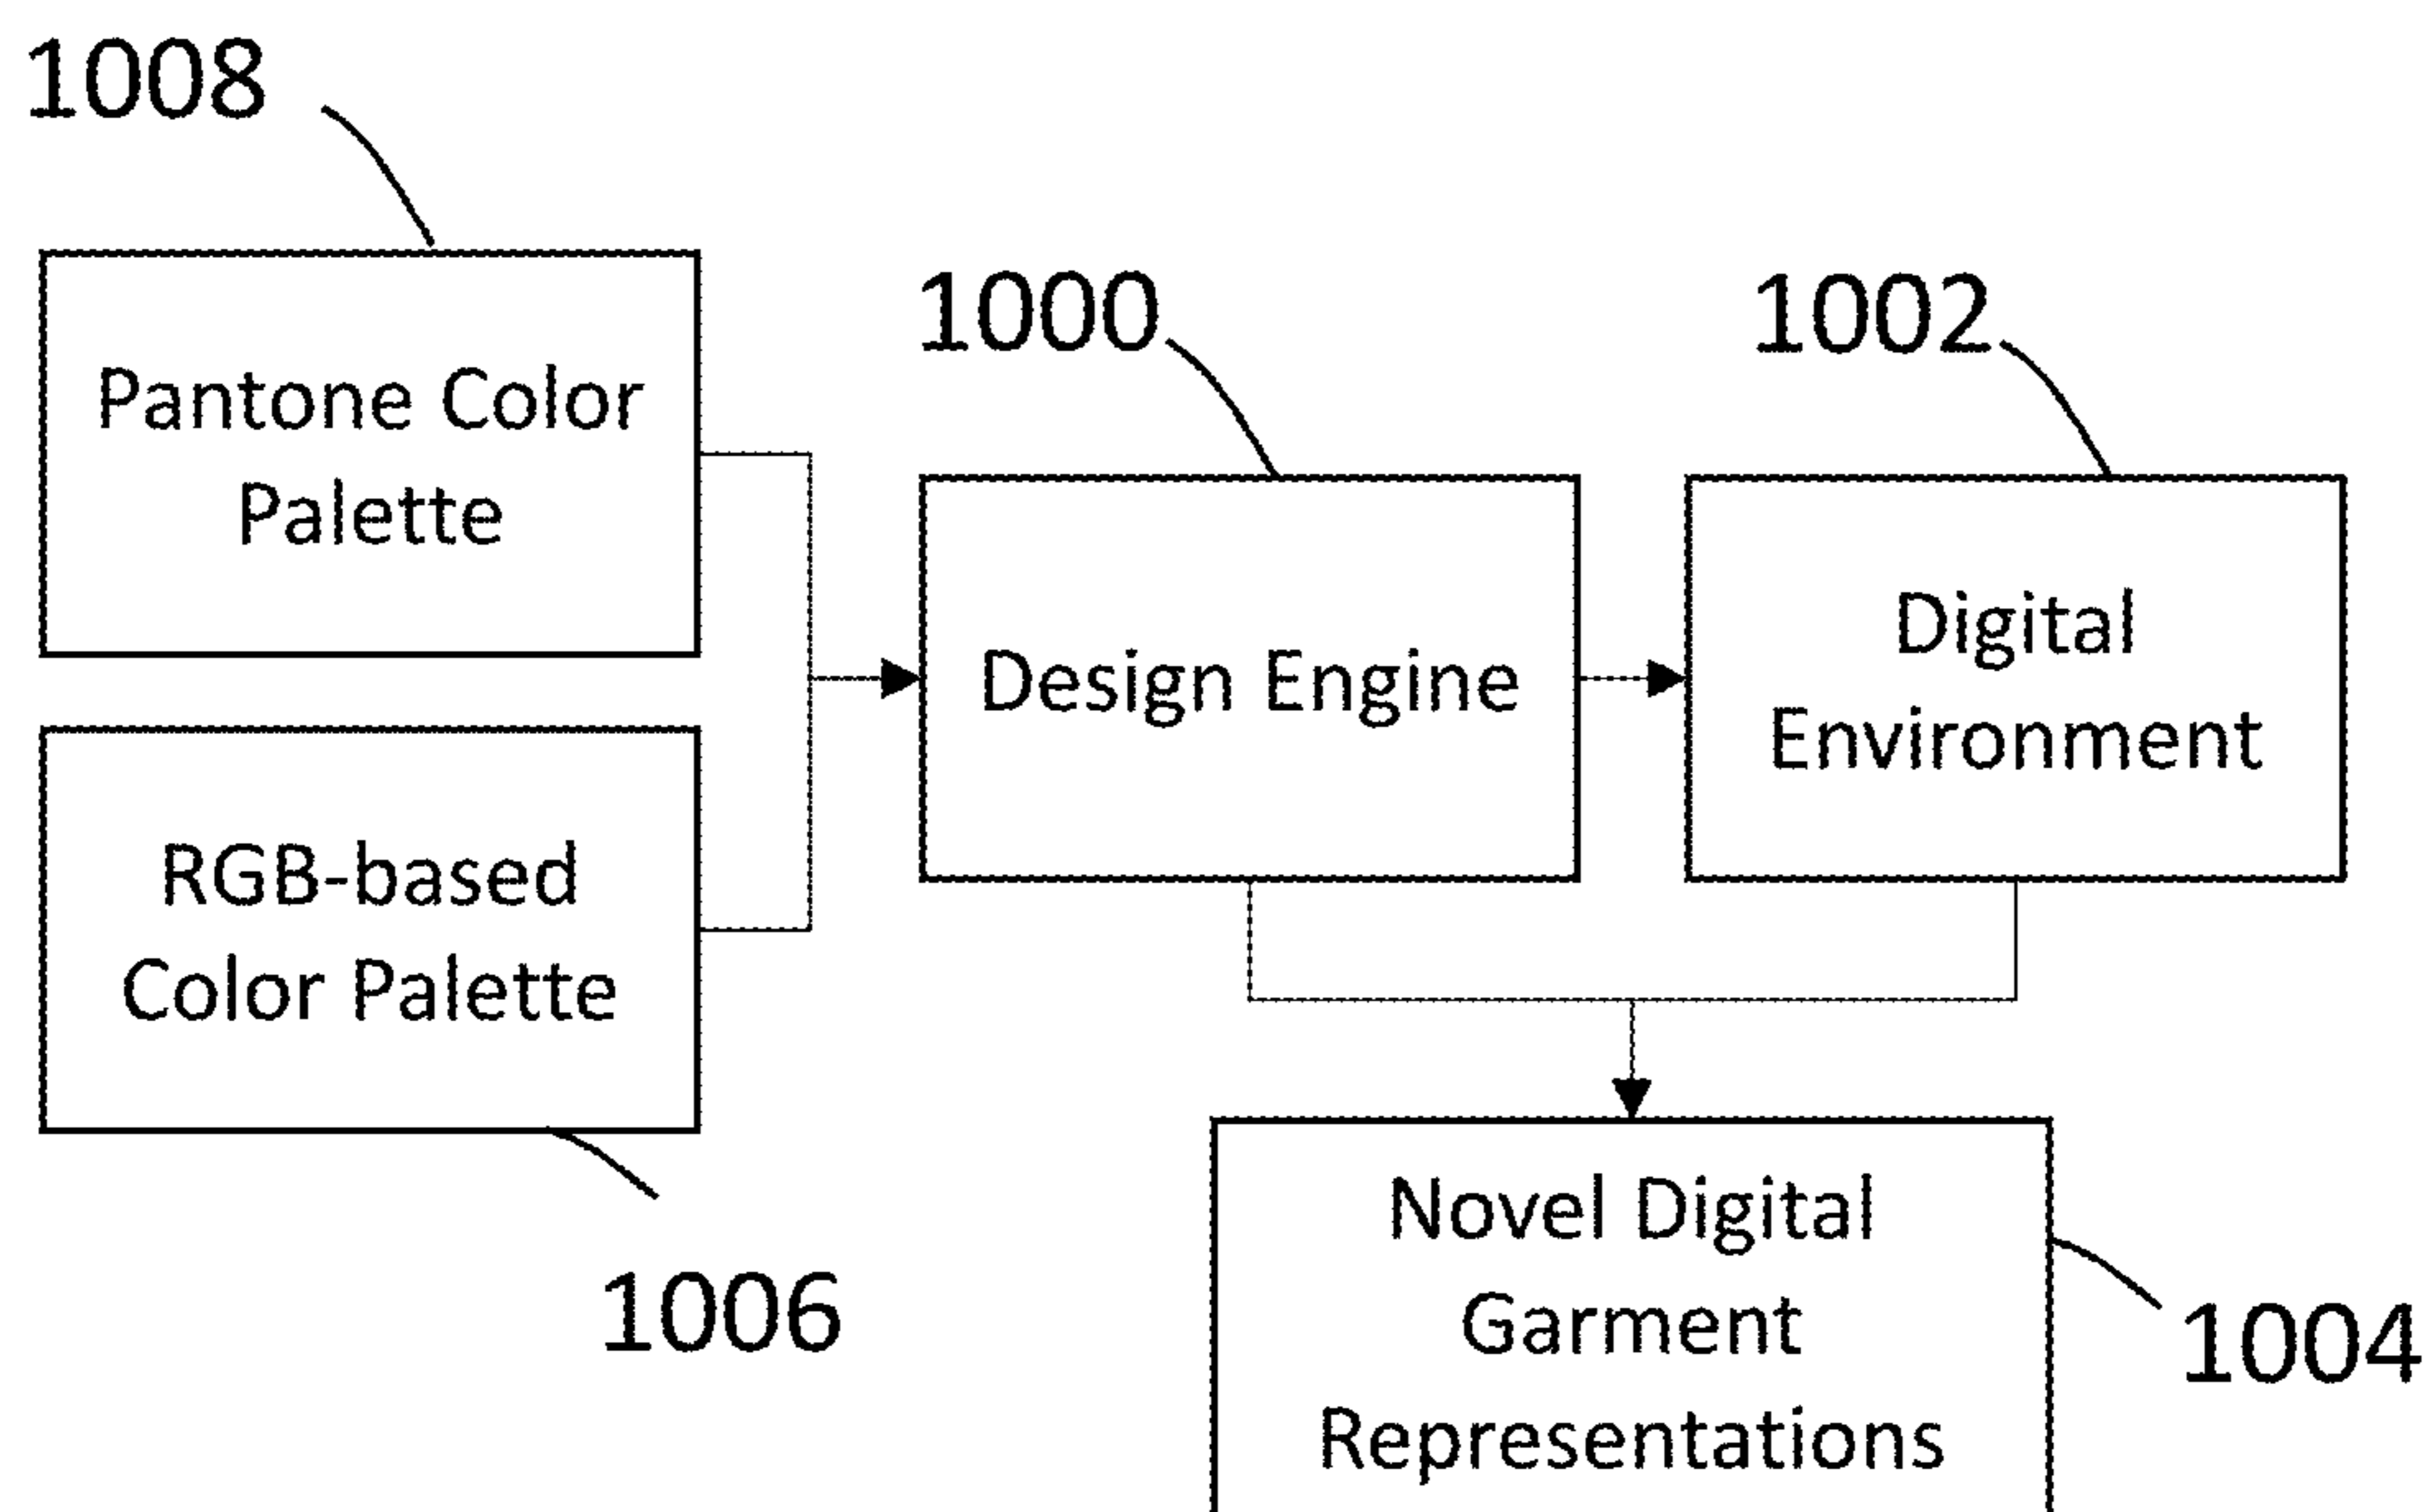 1008
Pantone Color
Palette
1000
1002
Design Engine
Digital
Environment
RGB-based
Color Palette
1006
Novel Digital
Garment
Representations
1004